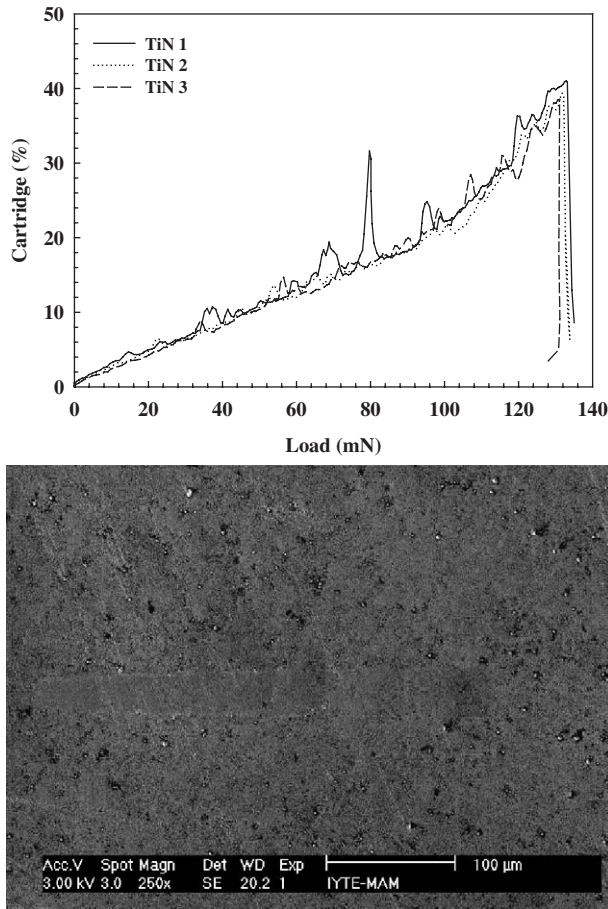 50
TiN 1
TiN 2
TiN 3
40
30
20
10
0
Cartridge (%)
0 20 40 60 80 100 120 140
Load (mN)
Acc.V Spot Magn Det WD Exp 100 µm
3.00 kV 3.0 250x SE 20.2 1 IYTE-MAM